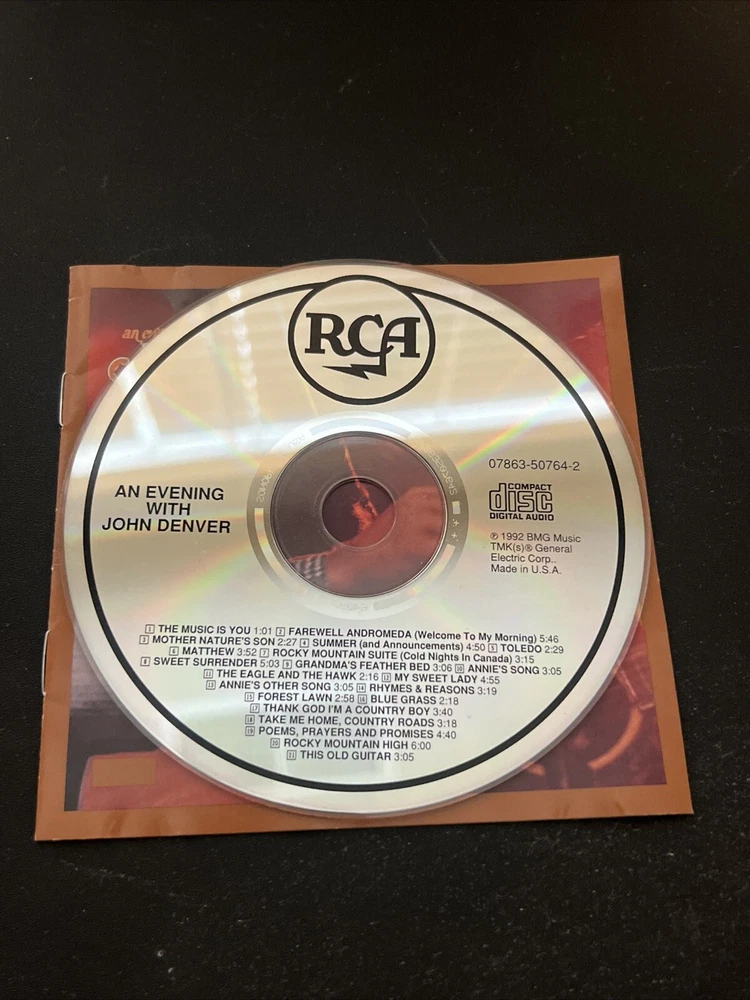 an
RCA
07863-50764-2
AN EVENING
WITH
JOHN DENVER
COMPACT
disc
DIGITAL AUDIO
℗ 1992 BMG Music
TMK(s)® General
Electric Corp..
Made in U.S.A.
1 THE MUSIC IS YOU 1:01 2 FAREWELL ANDROMEDA (Welcome To My Morning) 5:46
3 MOTHER NATURE'S SON 2:27 4 SUMMER (and Announcements) 4:50 5 TOLEDO 2:29
6 MATTHEW 3:52 7 ROCKY MOUNTAIN SUITE (Cold Nights In Canada) 3:15
8 SWEET SURRENDER 5:03 9 GRANDMA'S FEATHER BED 3:06 10 ANNIE'S SONG 3:05
11 THE EAGLE AND THE HAWK 2:16 12 MY SWEET LADY 4:55
13 ANNIE'S OTHER SONG 3:05 14 RHYMES & REASONS 3:19
15 FOREST LAWN 2:58 16 BLUE GRASS 2:18
17 THANK GOD I'M A COUNTRY BOY 3:40
18 TAKE ME HOME, COUNTRY ROADS 3:18
19 POEMS, PRAYERS AND PROMISES 4:40
20 ROCKY MOUNTAIN HIGH 6:00
21 THIS OLD GUITAR 3:05